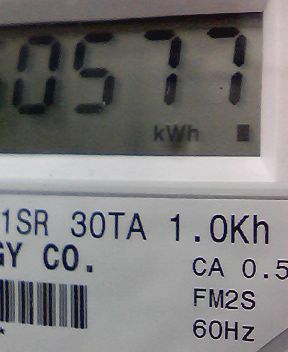 0577
kWh
1SR 30TA 1.0Kh
GY CO.
CA 0.5
FM2S
60Hz